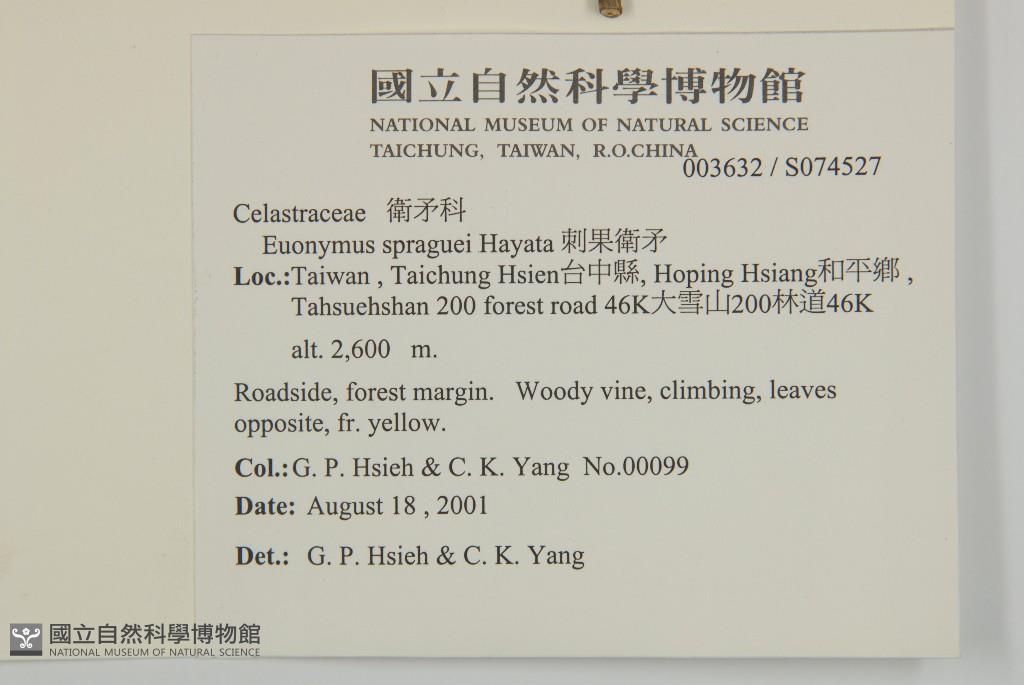 國立自然科學博物館
NATIONAL MUSEUM OF NATURAL SCIENCE
TAICHUNG, TAIWAN, R.O.CHINA
003632 / S074527
Celastraceae 衛矛科
Euonymus spraguei Hayata 刺果衛矛
Loc.:Taiwan , Taichung Hsien台中縣, Hoping Hsiang和平鄉 ,
Tahsuehshan 200 forest road 46K大雪山200林道46K
alt. 2,600 m.
Roadside, forest margin. Woody vine, climbing, leaves
opposite, fr. yellow.
Col.:G. P. Hsieh & C. K. Yang No.00099
Date: August 18 , 2001
Det.: G. P. Hsieh & C. K. Yang
國立自然科學博物館
NATIONAL MUSEUM OF NATURAL SCIENCE